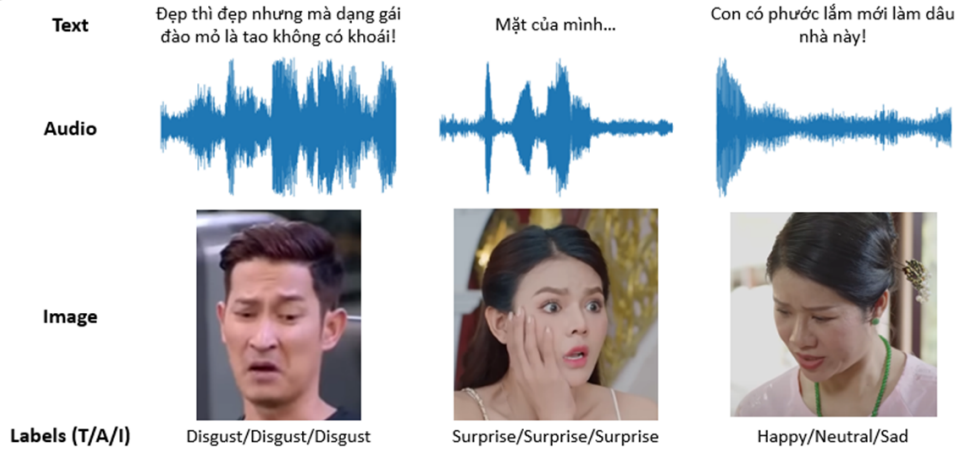 Text
Đẹp thì đẹp nhưng mà dạng gái
đào mỏ là tao không có khoái!
Mặt của mình...
Con có phước lắm mới làm dâu
nhà này!
Audio
Image
Labels (T/A/I)
Disgust/Disgust/Disgust
Surprise/Surprise/Surprise
Happy/Neutral/Sad